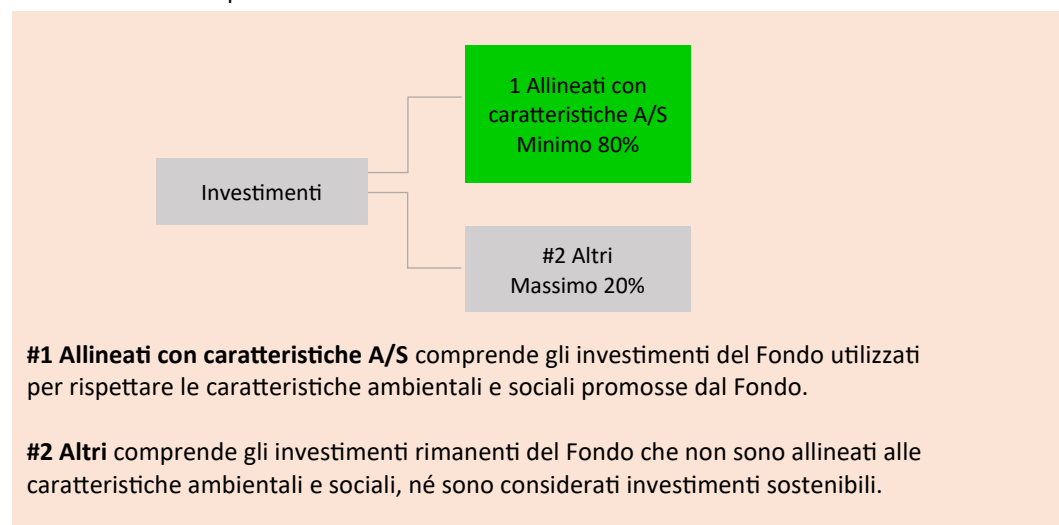 1 Allineati con
caratteristiche A/S
Minimo 80%
Investimenti
#2 Altri
Massimo 20%
#1 Allineati con caratteristiche A/S comprende gli investimenti del Fondo utilizzati
per rispettare le caratteristiche ambientali e sociali promosse dal Fondo.
#2 Altri comprende gli investimenti rimanenti del Fondo che non sono allineati alle
caratteristiche ambientali e sociali, né sono considerati investimenti sostenibili.